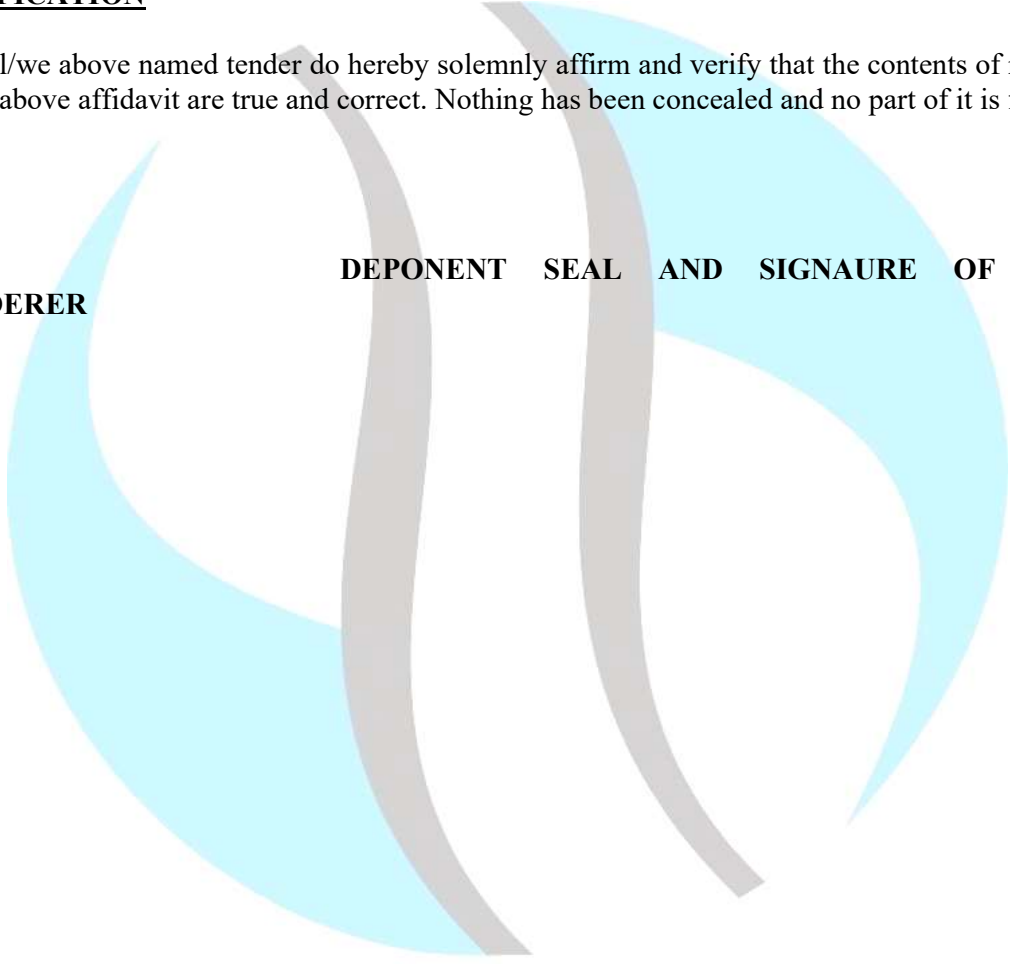 I/we above named tender do hereby solemnly affirm and verify that the contents of
above affidavit are true and correct. Nothing has been concealed and no part of it is
DEPONENT SEAL AND SIGNAURE OF